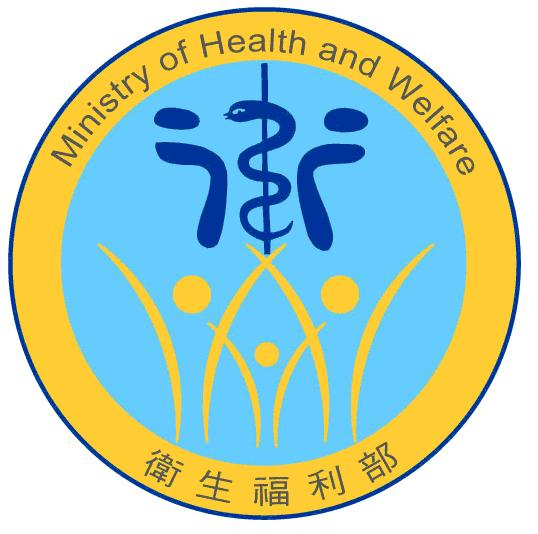 Ministry of Health and Welfare
衛生福利部